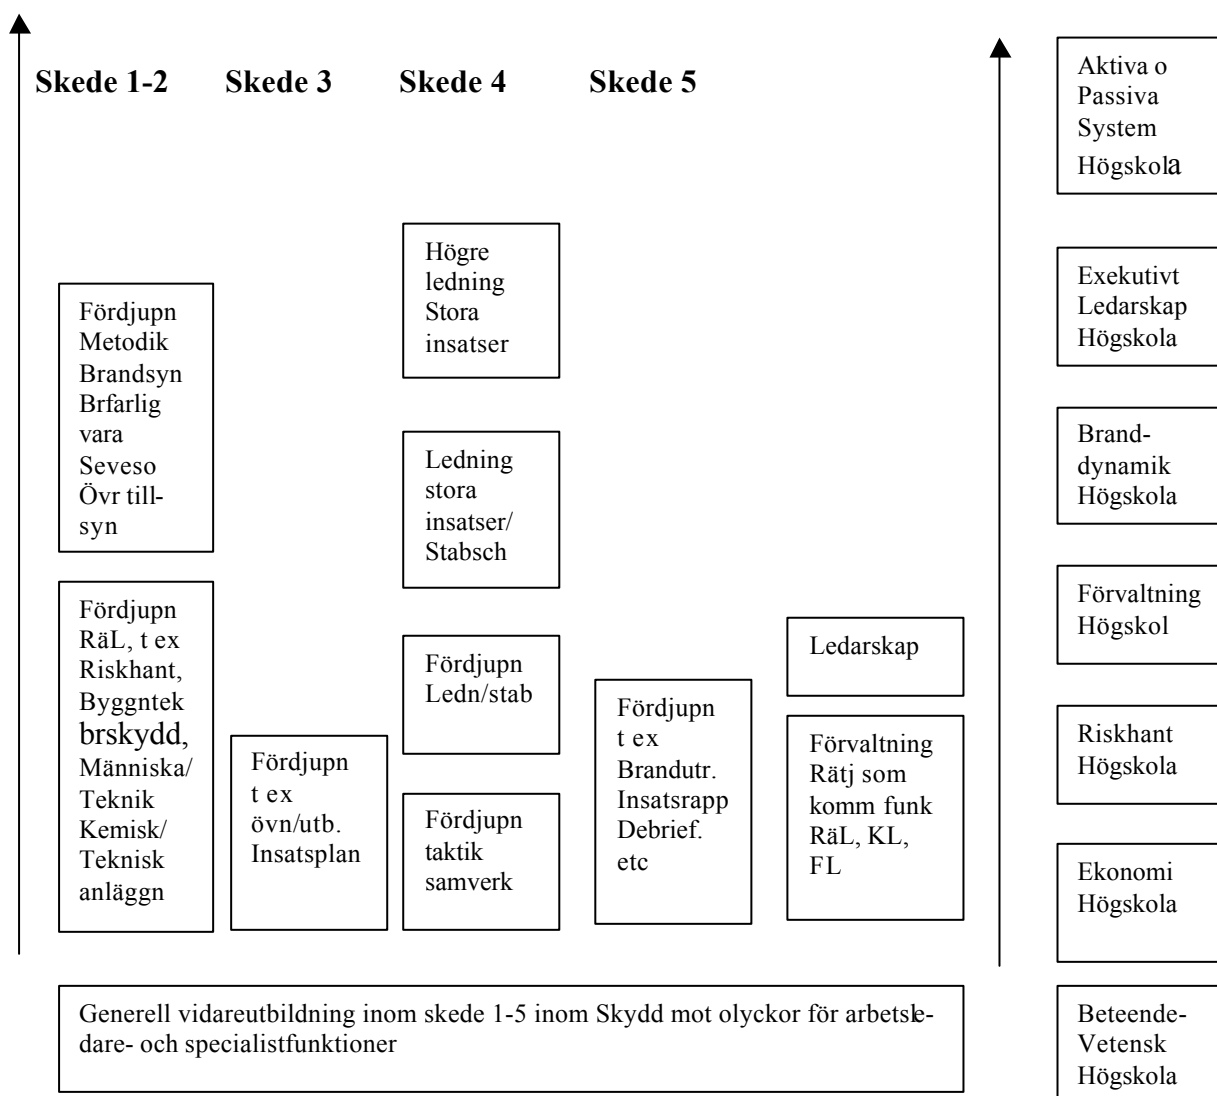 Skede 1-2
Skede 3
Skede 4
Skede 5
Fördjupn
Metodik
Brandsyn
Brfarlig
vara
Seveso
Övr till-
syn
Fördjupn
RäL, t ex
Riskhant,
Byggntek
brskydd,
Människa/
Teknik
Kemisk/
Teknisk
anläggn
Fördjupn
t ex
övn/utb.
Insatsplan
Högre
ledning
Stora
insatser
Ledning
stora
insatser/
Stabsch
Fördjupn
Ledn/stab
Fördjupn
taktik
samverk
Fördjupn
t ex
Brandutr.
Insatsrapp
Debrief.
etc
Ledarskap
Förvaltning
Rätj som
komm funk
RäL, KL,
FL
Generell vidareutbildning inom skede 1-5 inom Skydd mot olyckor för arbetsle-
dare- och specialistfunktioner
Aktiva o
Passiva
System
Högskola
Exekutivt
Ledarskap
Högskola
Brand-
dynamik
Högskola
Förvaltning
Högskol
Riskhant
Högskola
Ekonomi
Högskola
Beteende-
Vetensk
Högskola